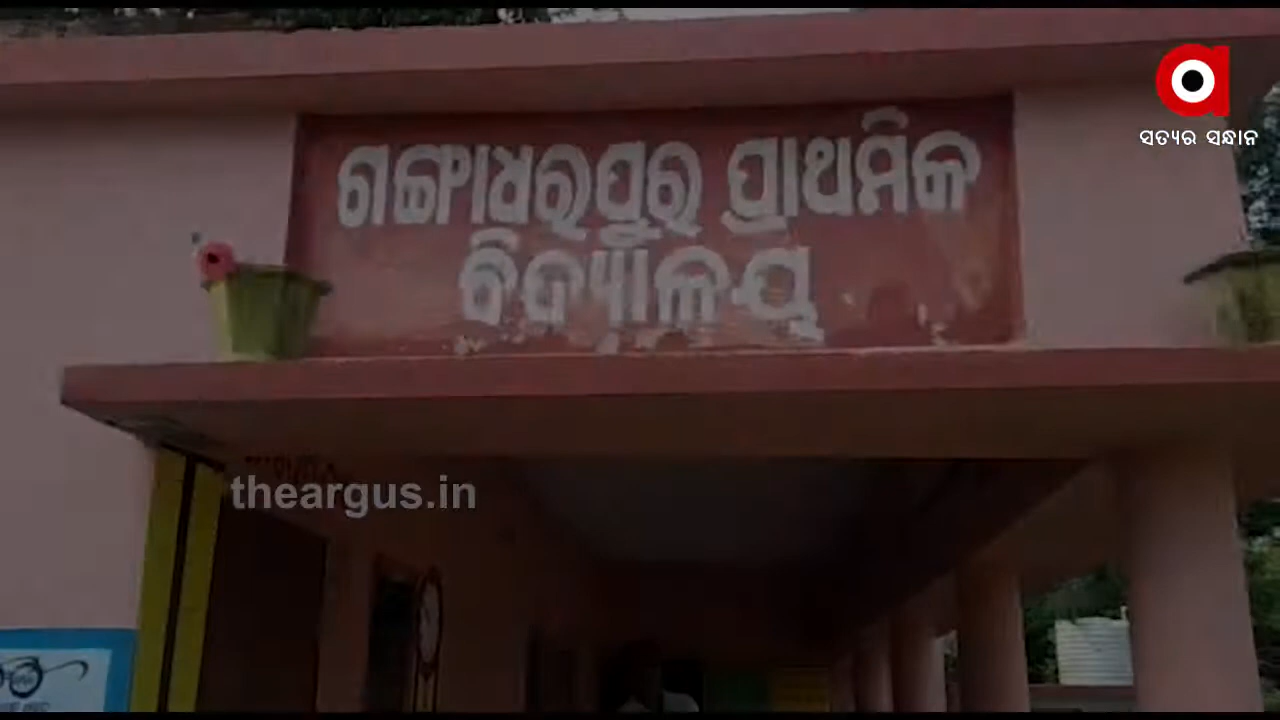 ସତ୍ୟର ସନ୍ଧାନ
ଗଙ୍ଗାଧରପୁର ପ୍ରାଥମିକ
ବିଦ୍ୟାଳୟ
theargus.in